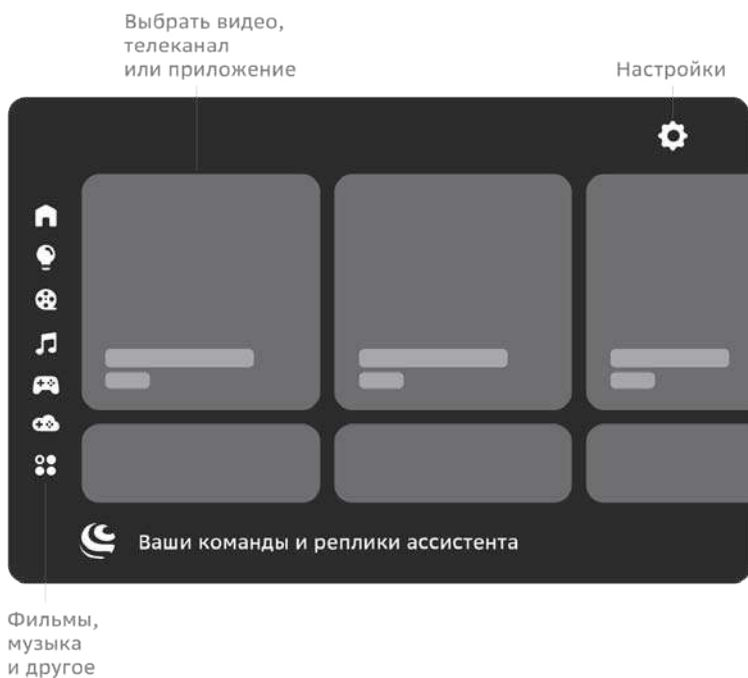 Выбрать видео,
телеканал
или приложение
Настройки
Ваши команды и реплики ассистента
Фильмы,
музыка
и другое